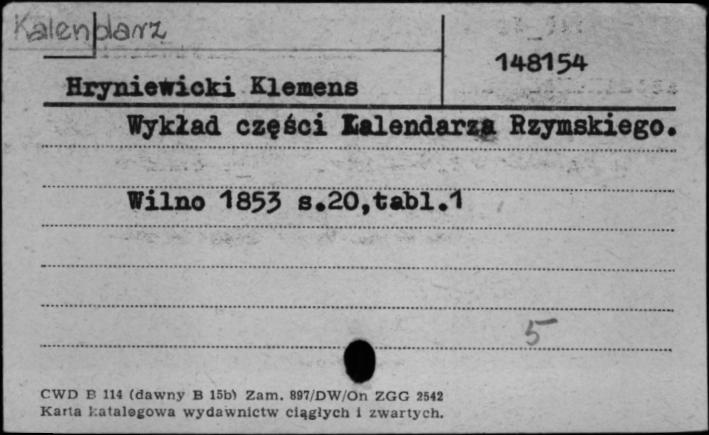 Kalendarz
148154
Hryniewicki Klemens
Wykład części Kalendarza Rzymskiego.
Wilno 1853 s.20,tabl.1
5
CWD B 114 (dawny B 15b) Zam. 897/DW/On ZGG 2542
Karta katalogowa wydawnictw ciągłych i zwartych.